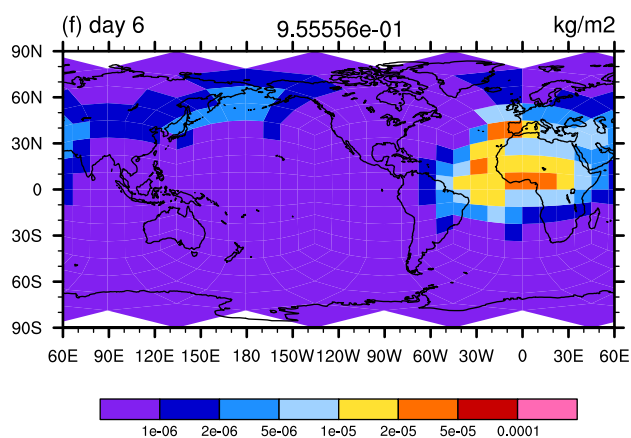 (f) day 6 9.55556e-01 kg/m2
90N
60N
30N
0
30S
60S
90S
60E 90E 120E 150E 180 150W 120W 90W 60W 30W 0 30E 60E
1e-06 2e-06 5e-06 1e-05 2e-05 5e-05 0.0001